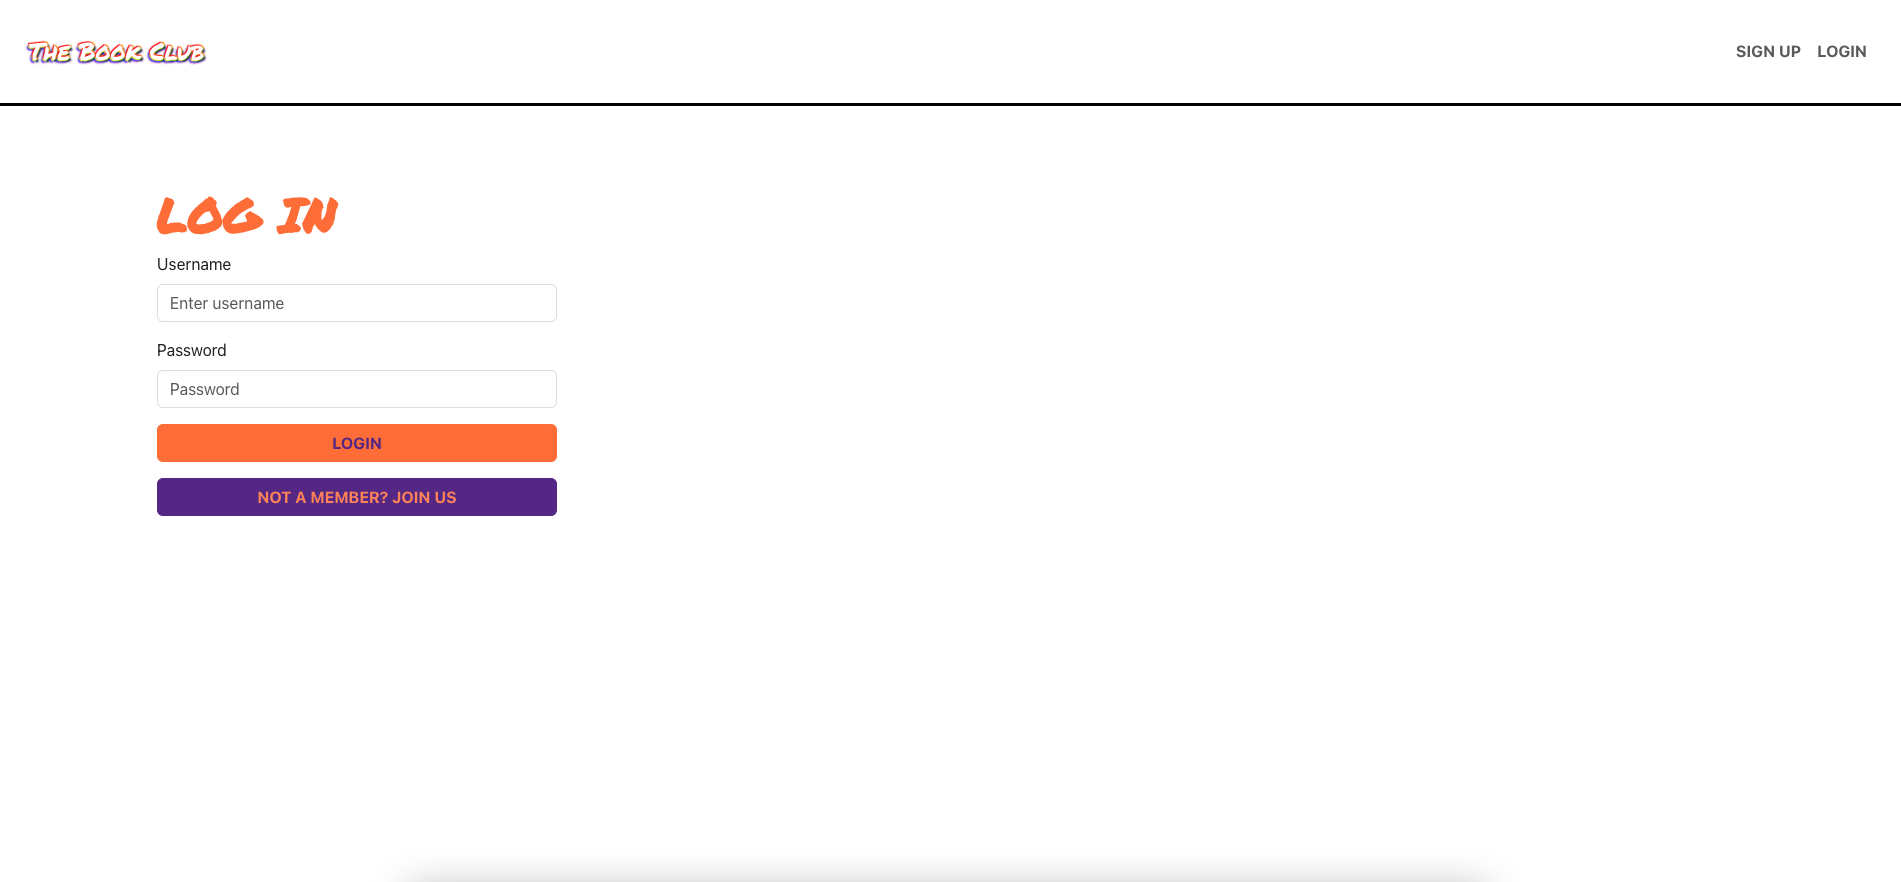 The Book Club
SIGN UP LOGIN
LOG IN
Username
Enter username
Password
Password
LOGIN
NOT A MEMBER? JOIN US